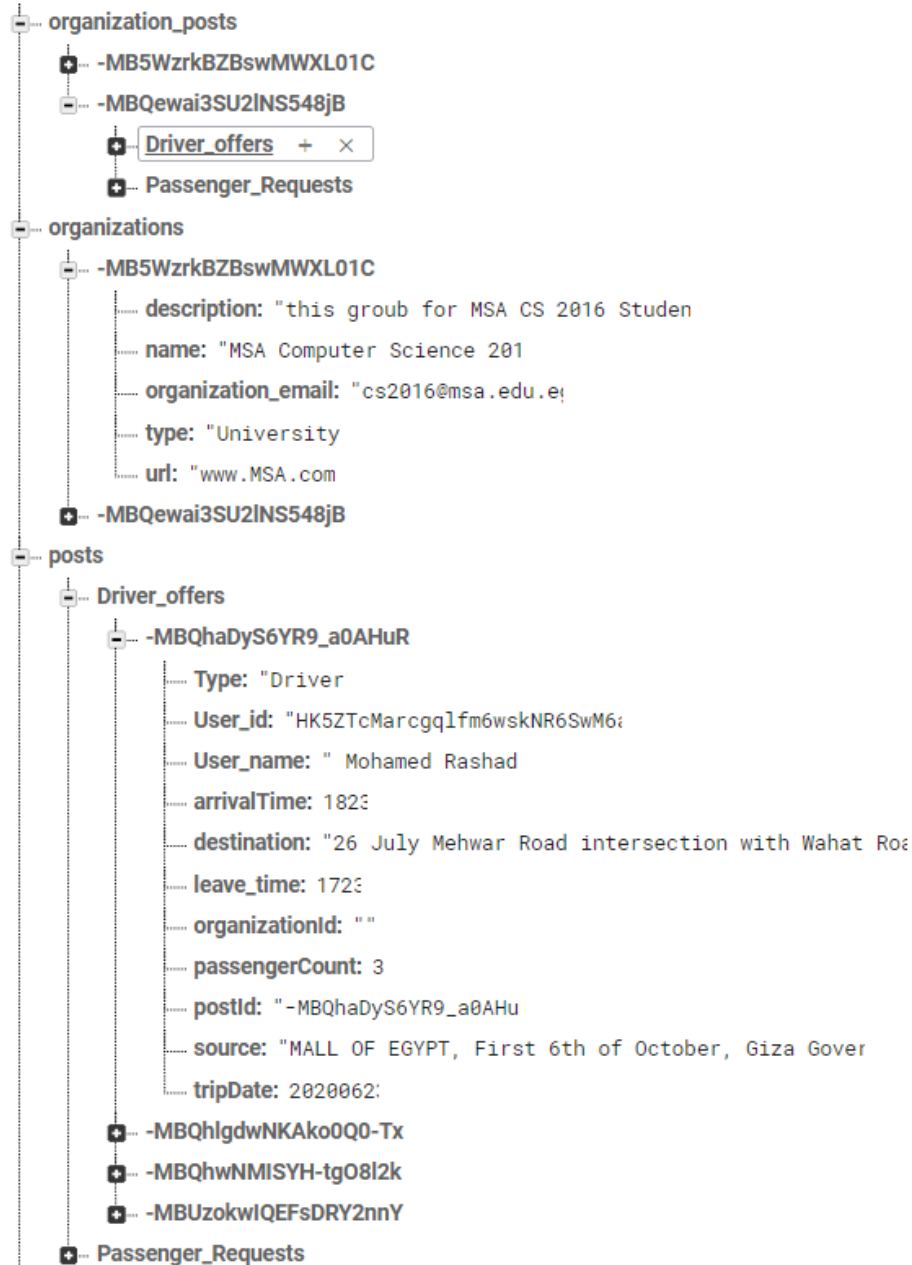 organization_posts
-MB5WzrkBZBswMWXL01C
-MBQewai3SU2lNS548jB
Driver_offers + ×
Passenger_Requests
organizations
-MB5WzrkBZBswMWXL01C
description: "this groub for MSA CS 2016 Studen
name: "MSA Computer Science 201
organization_email: "cs2016@msa.edu.eg
type: "University
url: "www.MSA.com
-MBQewai3SU2lNS548jB
posts
Driver_offers
-MBQhaDyS6YR9_a0AHuR
Type: "Driver
User_id: "HK5ZTcMarcgqlfm6wskNR6SwM6a
User_name: " Mohamed Rashad
arrivalTime: 1823
destination: "26 July Mehwar Road intersection with Wahat Roa
leave_time: 1723
organizationId: ""
passengerCount: 3
postId: "-MBQhaDyS6YR9_a0AHu
source: "MALL OF EGYPT, First 6th of October, Giza Gover
tripDate: 2020062
-MBQhlgdwNKAko0Q0-Tx
-MBQhwNMISYH-tgO8l2k
-MBUzokwIQEFsDRY2nnY
Passenger_Requests